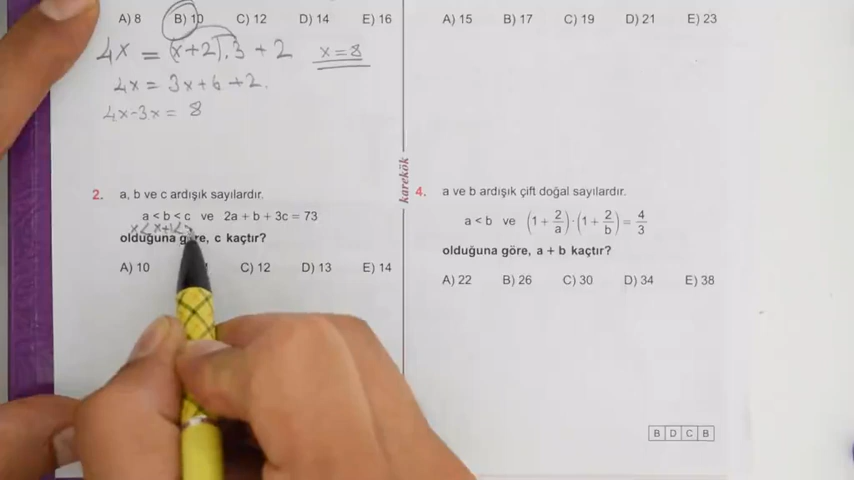 A) 8 B) 10 C) 12 D) 14 E) 16
4x = (x+2).3 + 2 x = 8
4x = 3x+6+2.
4x-3x = 8
2. a, b ve c ardışık sayılardır.
a < b < c ve 2a + b + 3c = 73
x<x+1<
olduğuna göre, c kaçtır?
A) 10 C) 12 D) 13 E) 14
karekök
A) 15 B) 17 C) 19 D) 21 E) 23
4. a ve b ardışık çift doğal sayılardır.
a < b ve (1 + 2/a) · (1 + 2/b) = 4/3
olduğuna göre, a + b kaçtır?
A) 22 B) 26 C) 30 D) 34 E) 38
B D C B